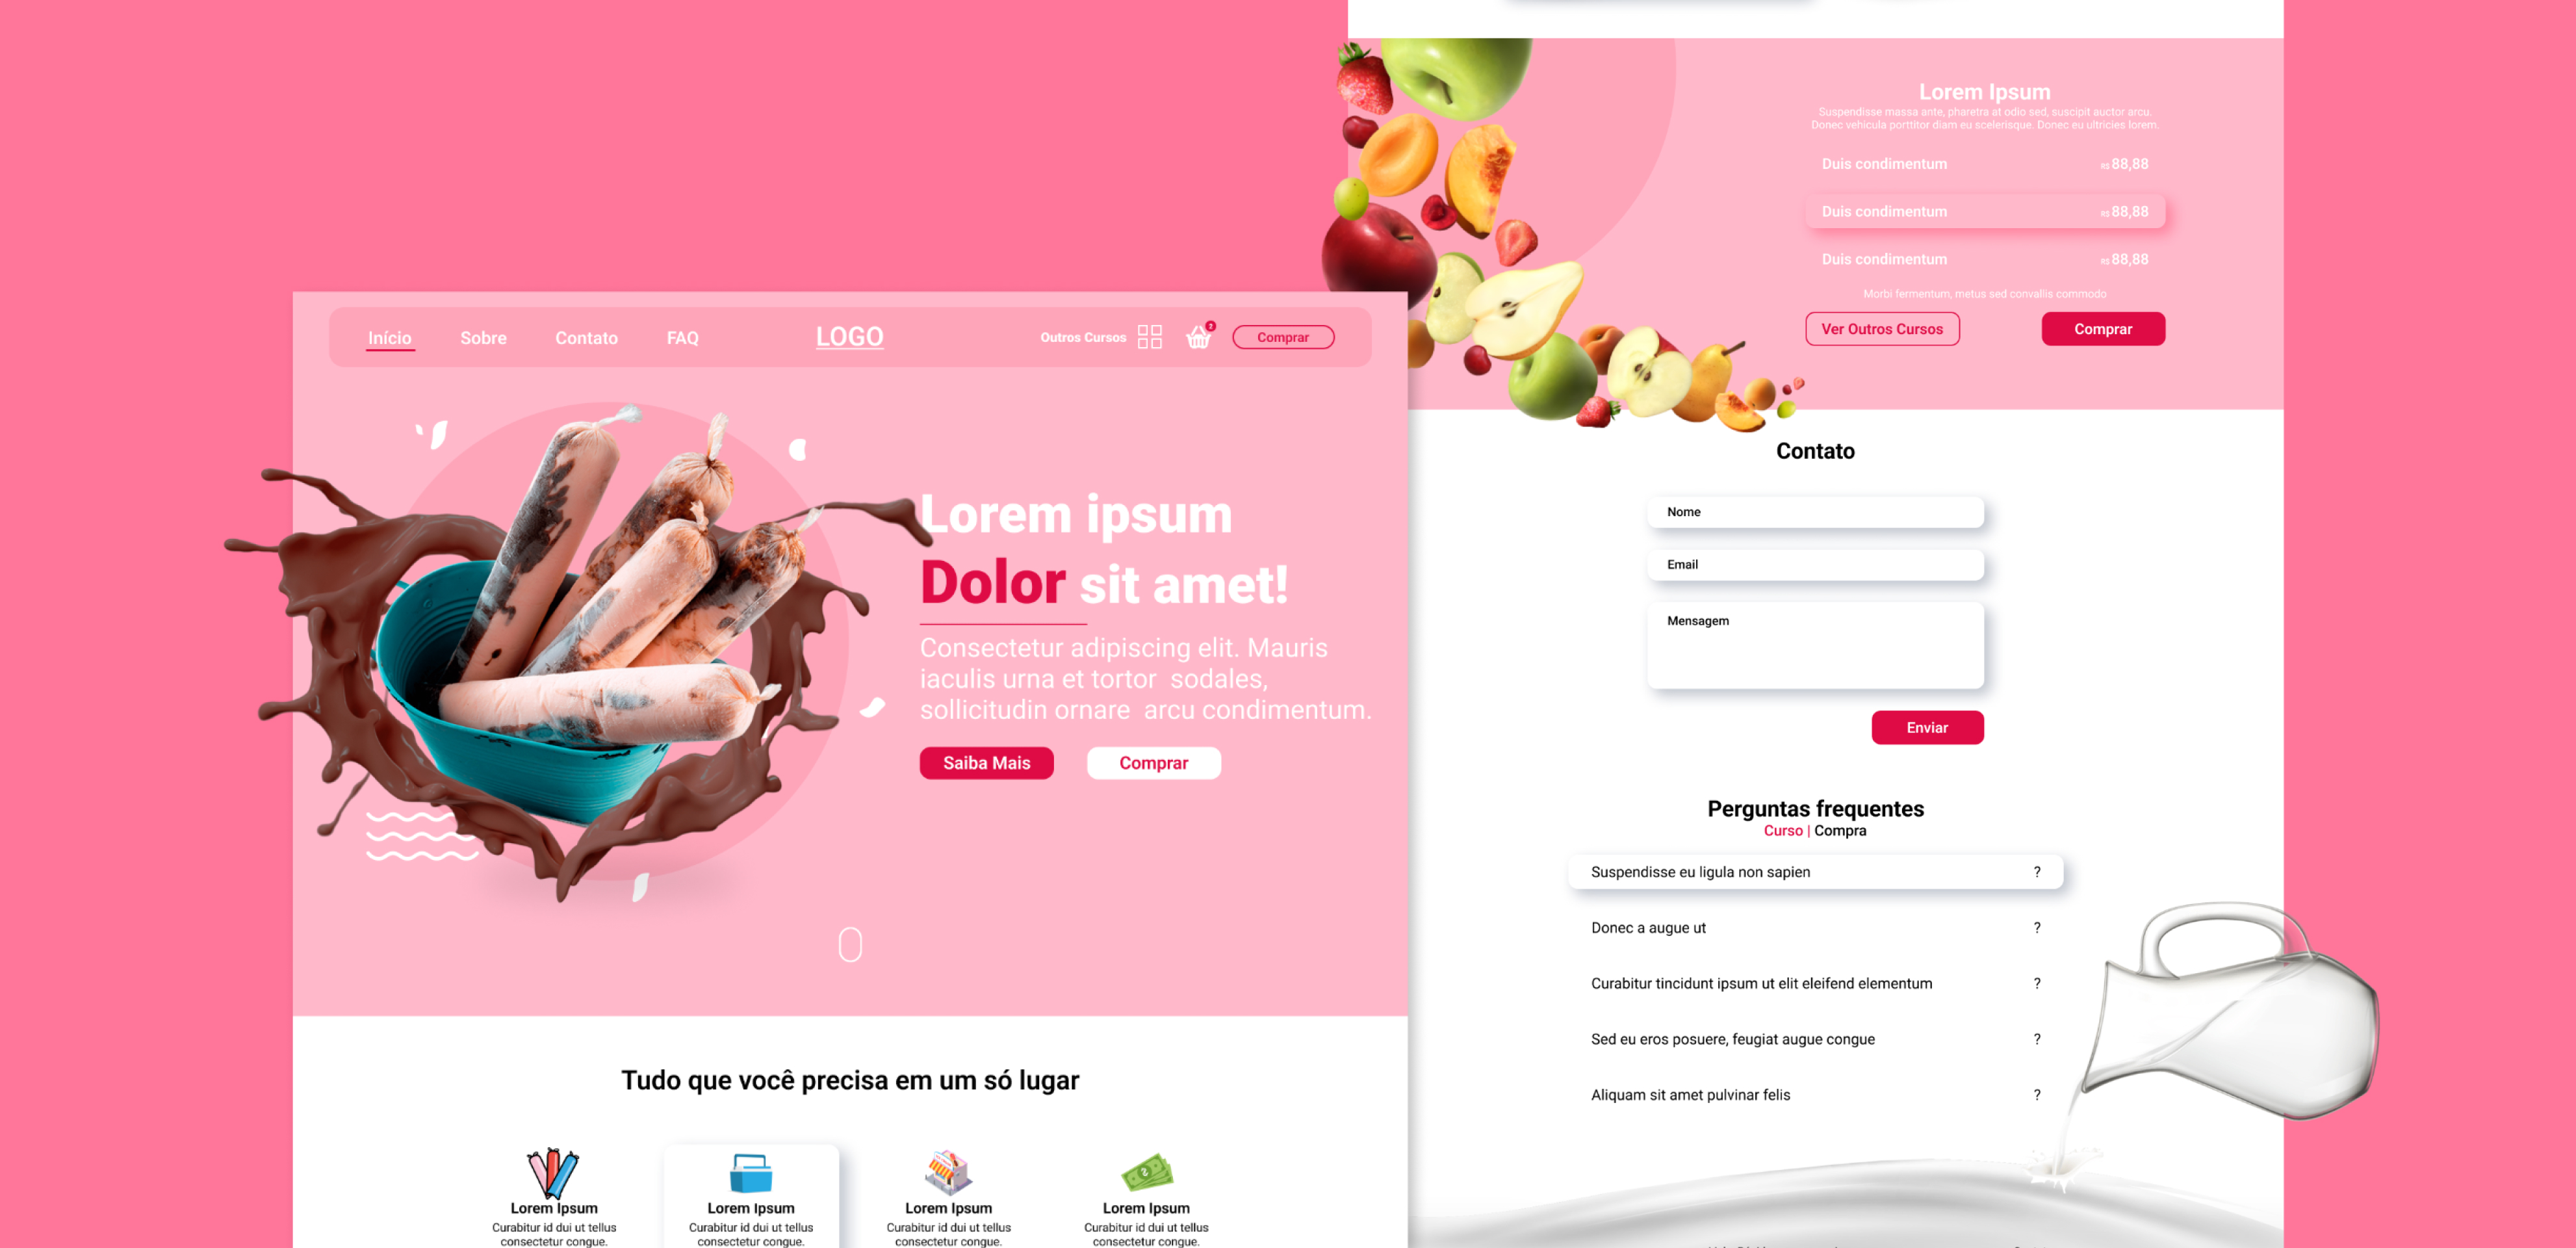 Início Sobre Contato FAQ LOGO Outros Cursos 2 Comprar
Lorem ipsum
Dolor sit amet!
Consectetur adipiscing elit. Mauris
iaculis urna et tortor sodales,
sollicitudin ornare arcu condimentum.
Saiba Mais Comprar
Tudo que você precisa em um só lugar
Lorem Ipsum
Curabitur id dui ut tellus
consectetur congue.
Lorem Ipsum
Curabitur id dui ut tellus
consectetur congue.
Lorem Ipsum
Curabitur id dui ut tellus
consectetur congue.
Lorem Ipsum
Curabitur id dui ut tellus
consectetur congue.
Lorem Ipsum
Suspendisse massa ante, pharetra at odio sed, suscipit auctor arcu.
Donec vehicula porttitor diam eu scelerisque. Donec eu ultricies lorem.
Duis condimentum R$ 88,88
Duis condimentum R$ 88,88
Duis condimentum R$ 88,88
Morbi fermentum, metus sed convallis commodo
Ver Outros Cursos Comprar
Contato
Nome
Email
Mensagem
Enviar
Perguntas frequentes
Curso | Compra
Suspendisse eu ligula non sapien ?
Donec a augue ut ?
Curabitur tincidunt ipsum ut elit eleifend elementum ?
Sed eu eros posuere, feugiat augue congue ?
Aliquam sit amet pulvinar felis ?